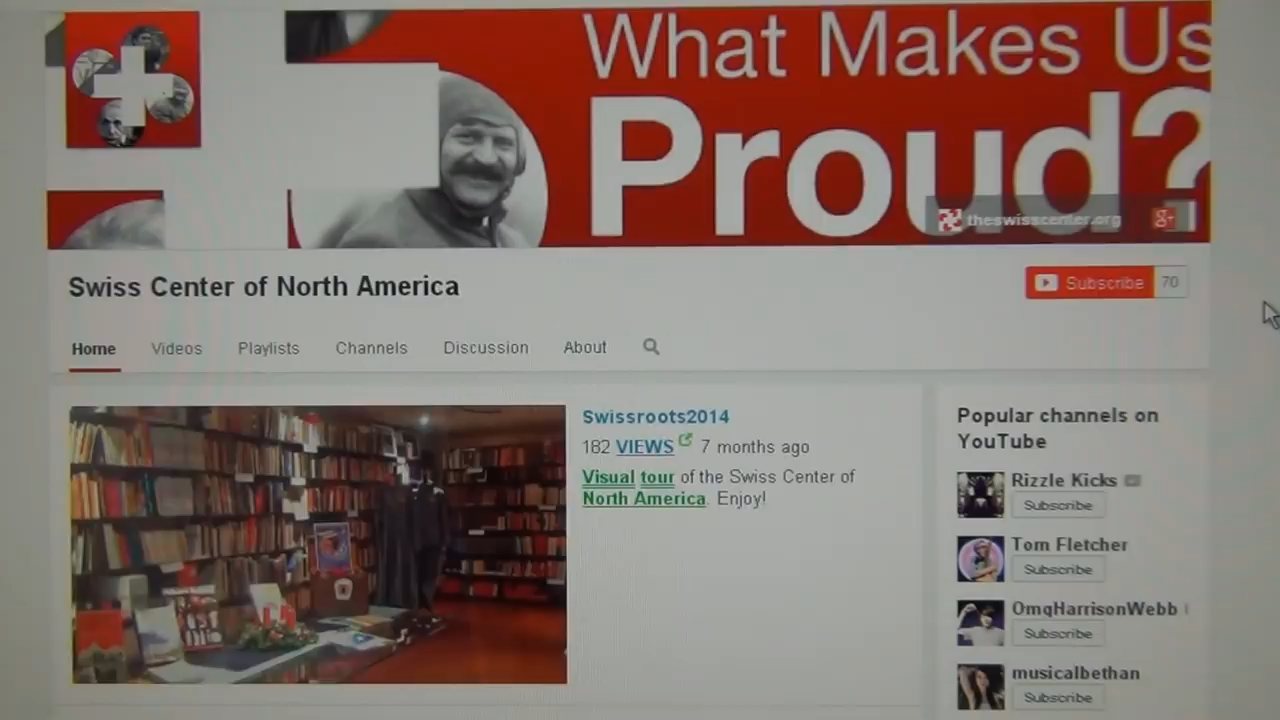 What Makes Us
Proud?
theswisscenter.org
g+
Swiss Center of North America
Subscribe 70
Home Videos Playlists Channels Discussion About
Swissroots2014
182 VIEWS 7 months ago
Visual tour of the Swiss Center of
North America. Enjoy!
Popular channels on
YouTube
Rizzle Kicks
Subscribe
Tom Fletcher
Subscribe
OmgHarrisonWebb
Subscribe
musicalbethan
Subscribe